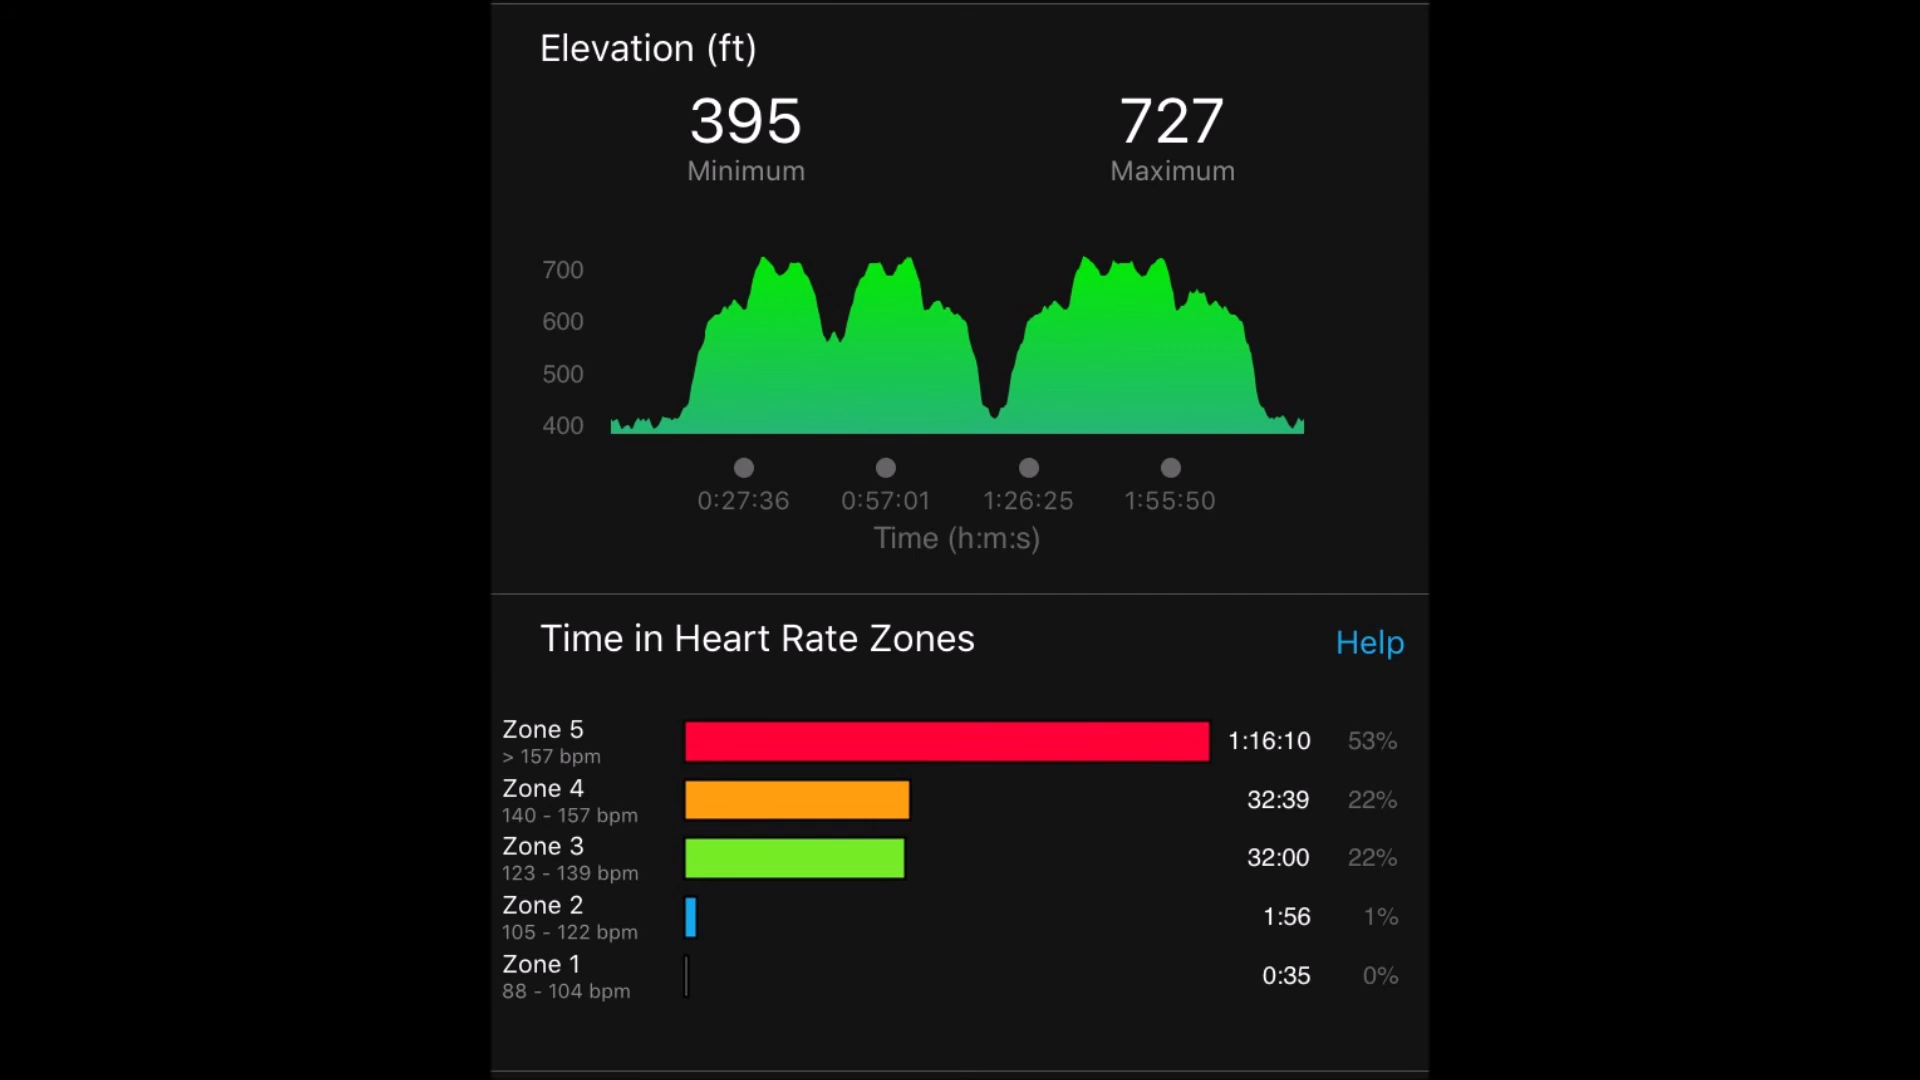 Elevation (ft)
395 727
Minimum Maximum
700
600
500
400
0:27:36 0:57:01 1:26:25 1:55:50
Time (h:m:s)
Time in Heart Rate Zones Help
Zone 5
> 157 bpm
1:16:10 53%
Zone 4
140 - 157 bpm
32:39 22%
Zone 3
123 - 139 bpm
32:00 22%
Zone 2
105 - 122 bpm
1:56 1%
Zone 1
88 - 104 bpm
0:35 0%